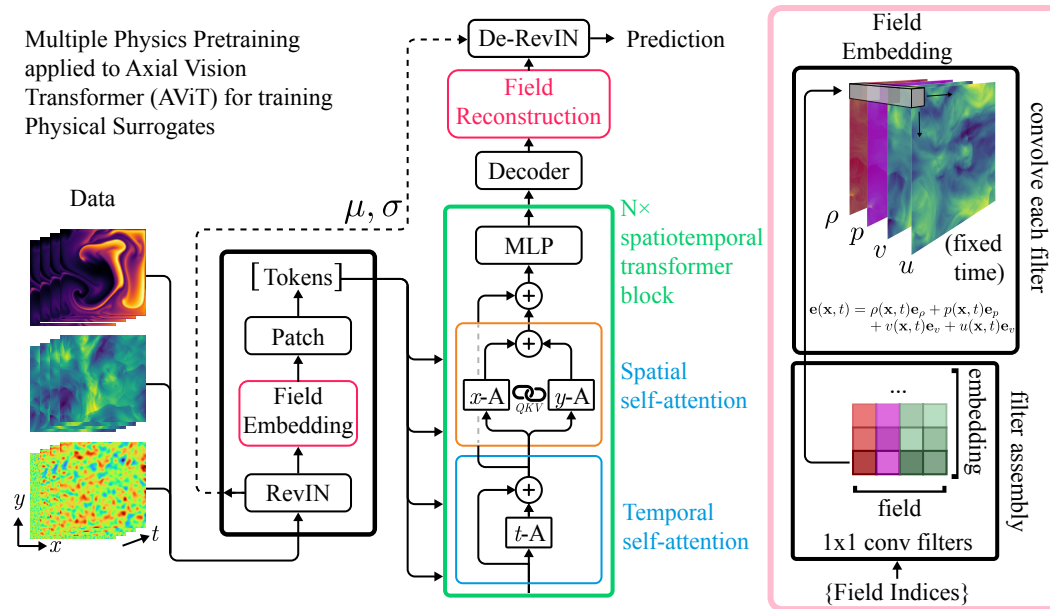 Multiple Physics Pretraining
applied to Axial Vision
Transformer (AViT) for training
Physical Surrogates
Data
y
x
t
μ, σ
[Tokens]
Patch
Field
Embedding
RevIN
De-RevIN
Prediction
Field
Reconstruction
Decoder
N×
spatiotemporal
transformer
block
MLP
+
+
x-A
QKV
y-A
Spatial
self-attention
+
t-A
Temporal
self-attention
Field
Embedding
convolve each filter
ρ
p
v
u
(fixed
time)
e(x, t) = ρ(x, t)e_ρ + p(x, t)e_p
+ v(x, t)e_v + u(x, t)e_v
...
embedding
field
filter assembly
1x1 conv filters
{Field Indices}